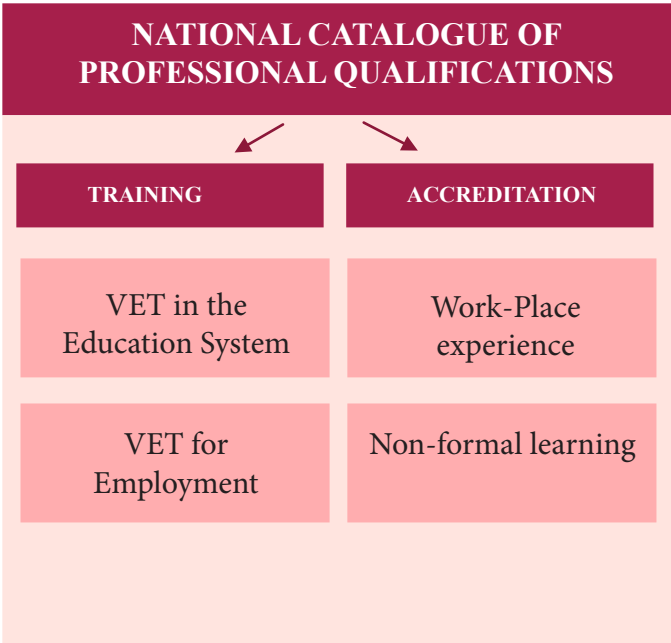 NATIONAL CATALOGUE OF
PROFESSIONAL QUALIFICATIONS
TRAINING
ACCREDITATION
VET in the
Education System
Work-Place
experience
VET for
Employment
Non-formal learning